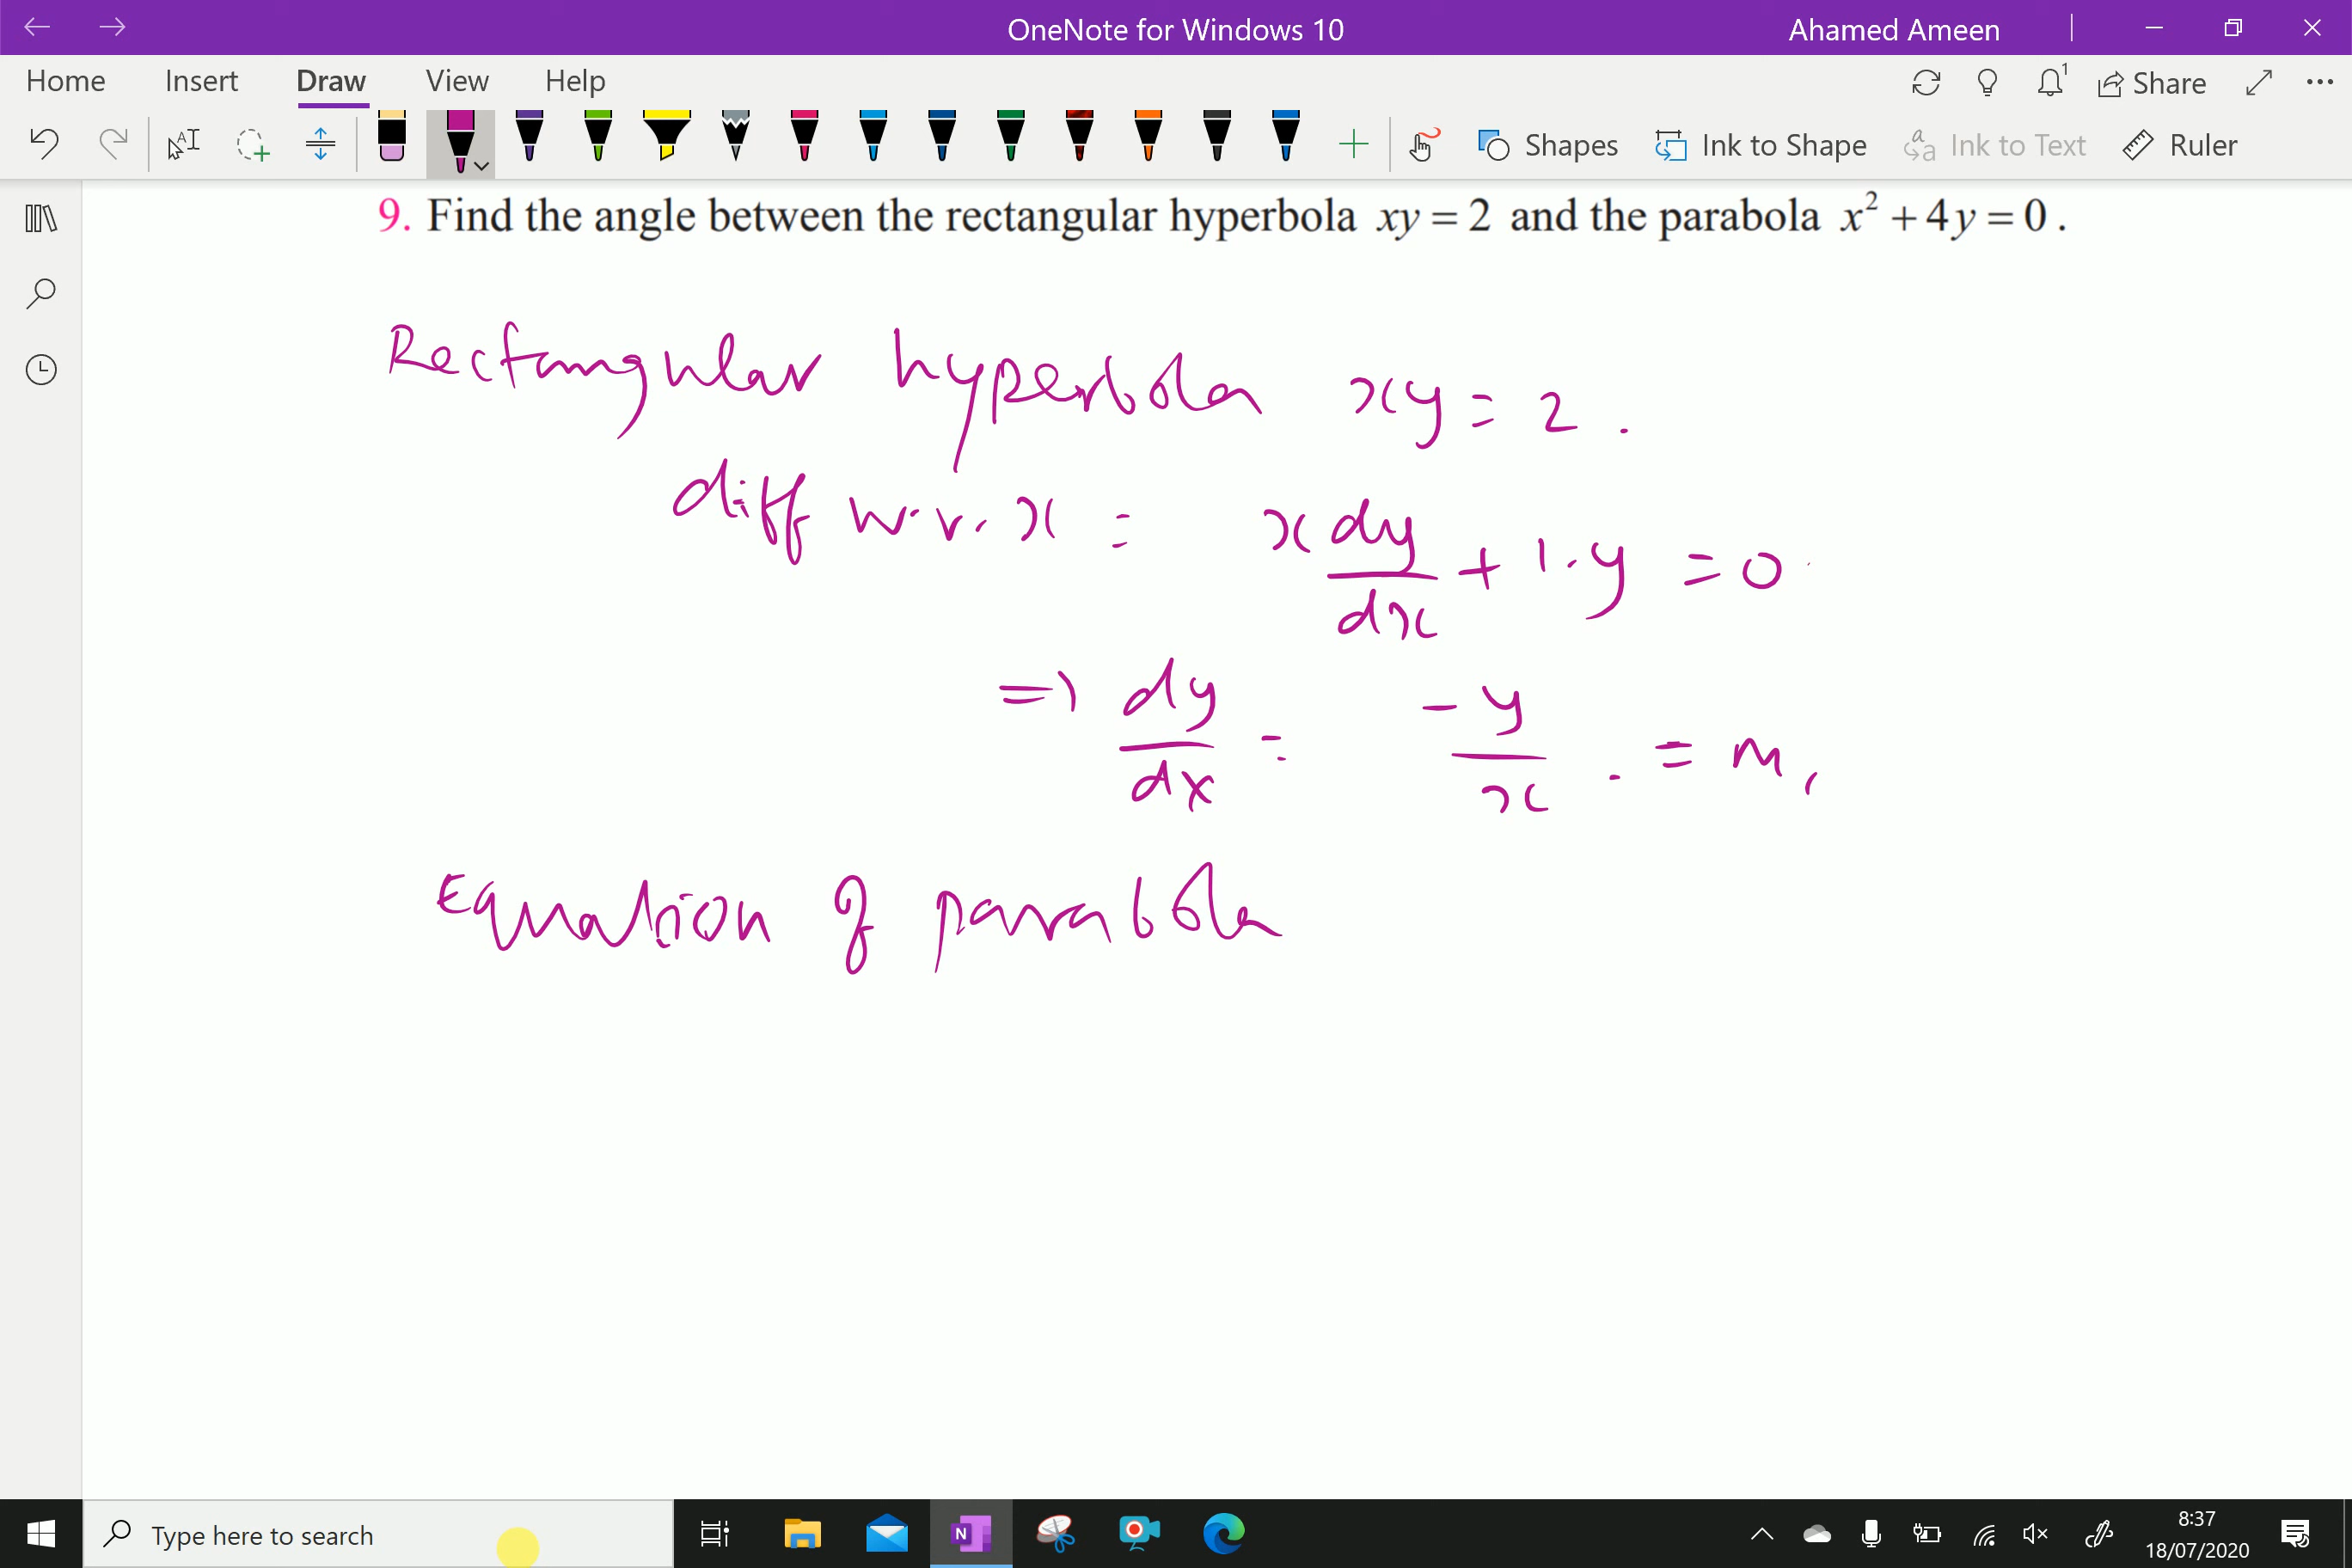 OneNote for Windows 10 Ahamed Ameen
Home Insert Draw View Help 1 Share
Shapes Ink to Shape Ink to Text Ruler
9. Find the angle between the rectangular hyperbola xy = 2 and the parabola x² + 4y = 0 .
Rectangular hyperbola xy = 2 .
diff w.r. x = x dy/dx + 1.y = 0
=> dy/dx = -y/x . = m₁
Equation of parabola
Type here to search
8:37
18/07/2020